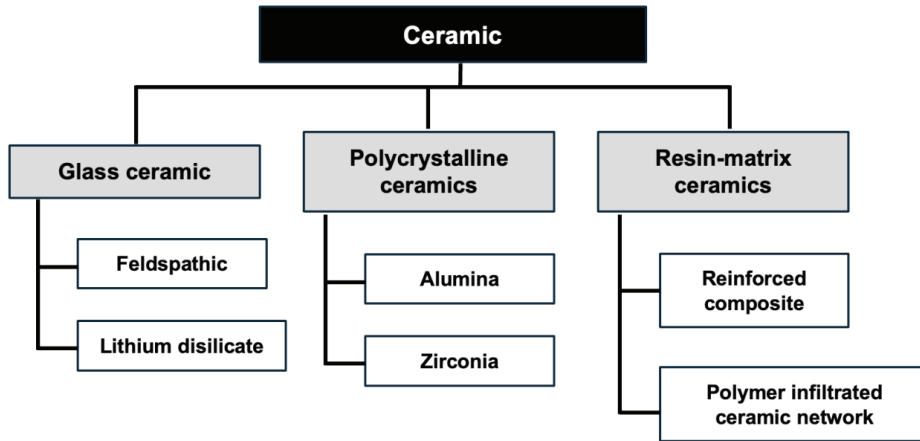 Ceramic
Glass ceramic
Feldspathic
Lithium disilicate
Polycrystalline
ceramics
Alumina
Zirconia
Resin-matrix
ceramics
Reinforced
composite
Polymer infiltrated
ceramic network